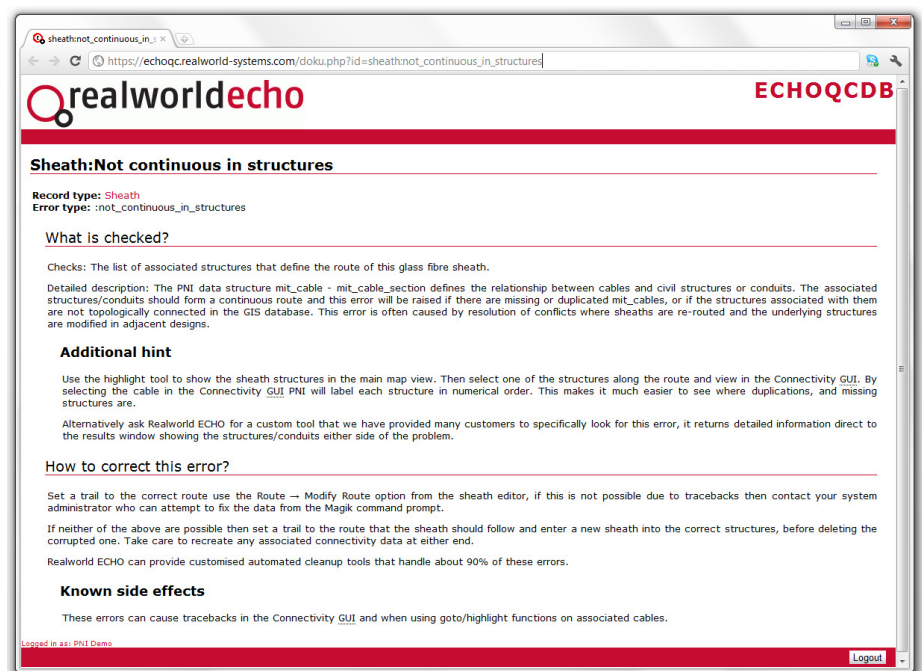 sheath:not_continuous_in_s
https://echoqc.realworld-systems.com/doku.php?id=sheath:not_continuous_in_structures
realworldecho
ECHOQCDB
Sheath:Not continuous in structures
Record type: Sheath
Error type: :not_continuous_in_structures
What is checked?
Checks: The list of associated structures that define the route of this glass fibre sheath.
Detailed description: The PNI data structure mit_cable - mit_cable_section defines the relationship between cables and civil structures or conduits. The associated
structures/conduits should form a continuous route and this error will be raised if there are missing or duplicated mit_cables, or if the structures associated with them
are not topologically connected in the GIS database. This error is often caused by resolution of conflicts where sheaths are re-routed and the underlying structures
are modified in adjacent designs.
Additional hint
Use the highlight tool to show the sheath structures in the main map view. Then select one of the structures along the route and view in the Connectivity GUI. By
selecting the cable in the Connectivity GUI PNI will label each structure in numerical order. This makes it much easier to see where duplications, and missing
structures are.
Alternatively ask Realworld ECHO for a custom tool that we have provided many customers to specifically look for this error, it returns detailed information direct to
the results window showing the structures/conduits either side of the problem.
How to correct this error?
Set a trail to the correct route use the Route → Modify Route option from the sheath editor, if this is not possible due to tracebacks then contact your system
administrator who can attempt to fix the data from the Magik command prompt.
If neither of the above are possible then set a trail to the route that the sheath should follow and enter a new sheath into the correct structures, before deleting the
corrupted one. Take care to recreate any associated connectivity data at either end.
Realworld ECHO can provide customised automated cleanup tools that handle about 90% of these errors.
Known side effects
These errors can cause tracebacks in the Connectivity GUI and when using goto/highlight functions on associated cables.
Logged in as: PNI Demo
Logout